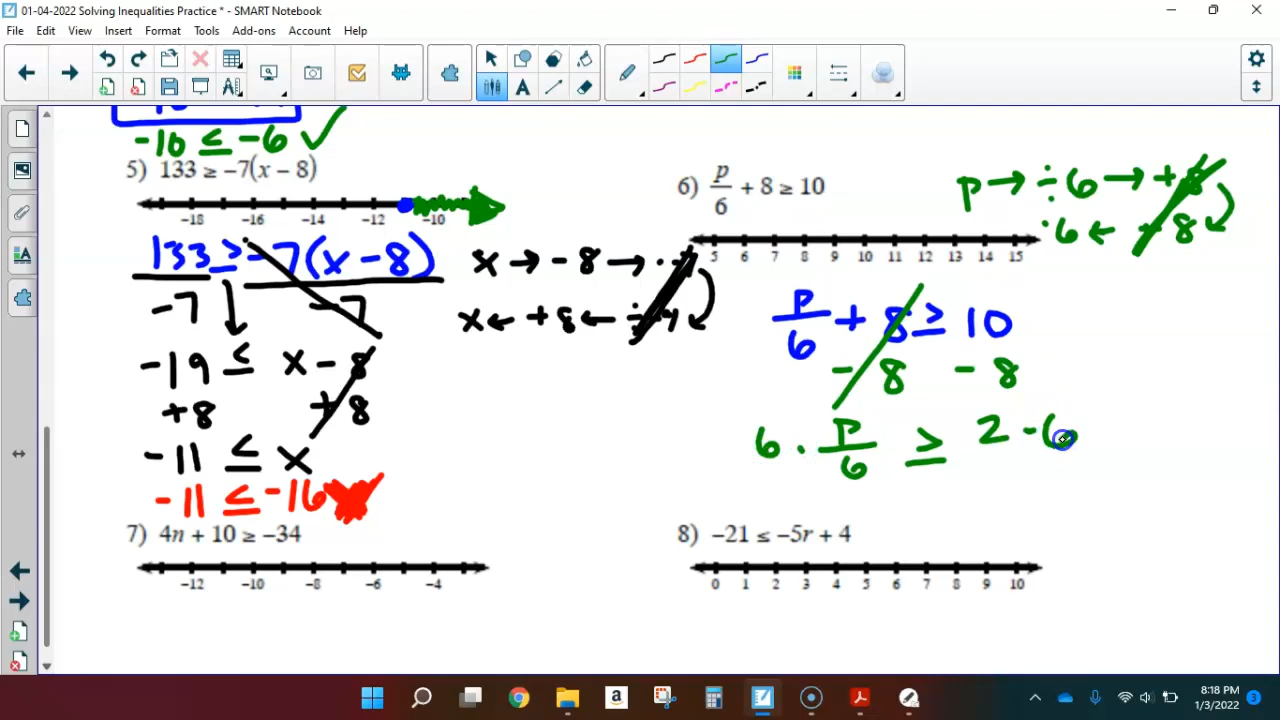 01-04-2022 Solving Inequalities Practice * - SMART Notebook
File Edit View Insert Format Tools Add-ons Account Help
-10 ≤ -6 ✓
5) 133 ≥ -7(x - 8)
-18 -16 -14 -12 -10
133 ≥ -7(x - 8)
-7 -7
-19 ≤ x - 8
+8 +8
-11 ≤ x
-11 ≤ -16
x → -8 →
x ← +8 ←
6) p/6 + 8 ≥ 10
5 6 7 8 9 10 11 12 13 14 15
p → ÷6 → + 8
·6 ← - 8
p/6 + 8 ≥ 10
- 8 - 8
6 · p/6 ≥ 2 · 6
7) 4n + 10 ≥ -34
-12 -10 -8 -6 -4
8) -21 ≤ -5r + 4
0 1 2 3 4 5 6 7 8 9 10
8:18 PM
1/3/2022
3